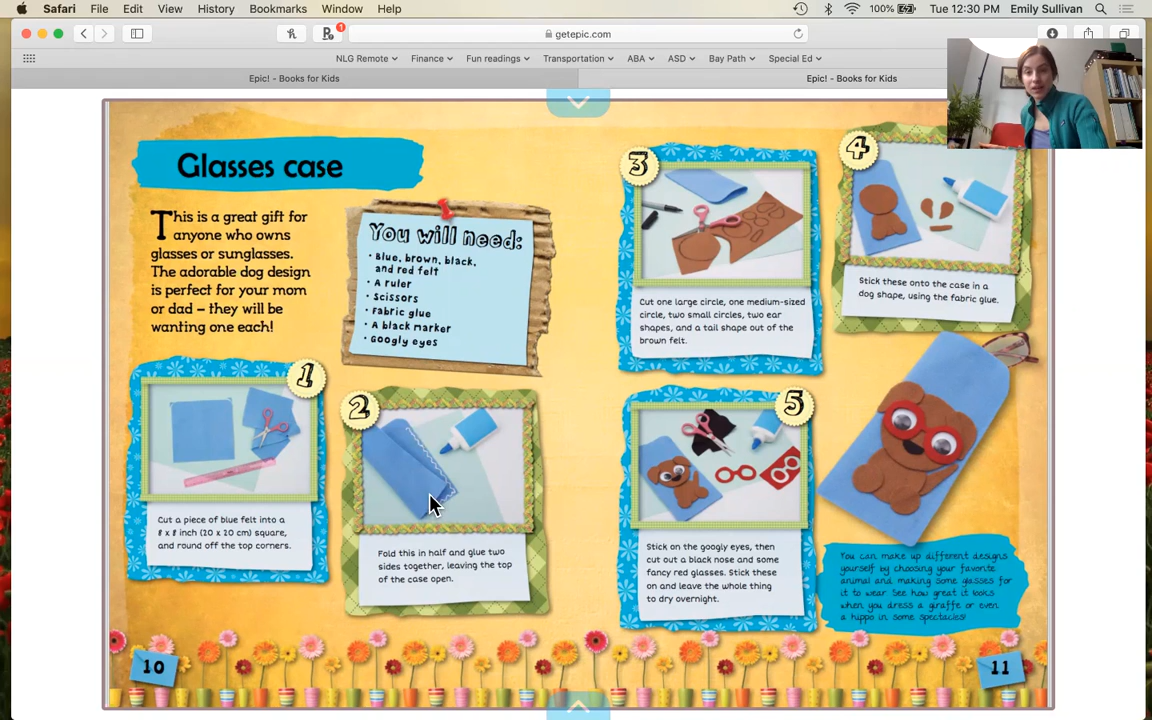 Safari File Edit View History Bookmarks Window Help
100% Tue 12:30 PM Emily Sullivan
1
getepic.com
NLG Remote Finance Fun readings Transportation ABA ASD Bay Path Special Ed
Epic! - Books for Kids
Epic! - Books for Kids
Glasses case
This is a great gift for
anyone who owns
glasses or sunglasses.
The adorable dog design
is perfect for your mom
or dad – they will be
wanting one each!
You will need:
• Blue, brown, black,
and red felt
• A ruler
• Scissors
• Fabric glue
• A black marker
• Googly eyes
1
Cut a piece of blue felt into a
8 x 8 inch (20 x 20 cm) square,
and round off the top corners.
2
Fold this in half and glue two
sides together, leaving the top
of the case open.
3
Cut one large circle, one medium-sized
circle, two small circles, two ear
shapes, and a tail shape out of the
brown felt.
4
Stick these onto the case in a
dog shape, using the fabric glue.
5
Stick on the googly eyes, then
cut out a black nose and some
fancy red glasses. Stick these
on and leave the whole thing
to dry overnight.
You can make up different designs
yourself by choosing your favorite
animal and making some glasses for
it to wear. See how great it looks
when you dress a giraffe or even
a hippo in some spectacles!
10
11